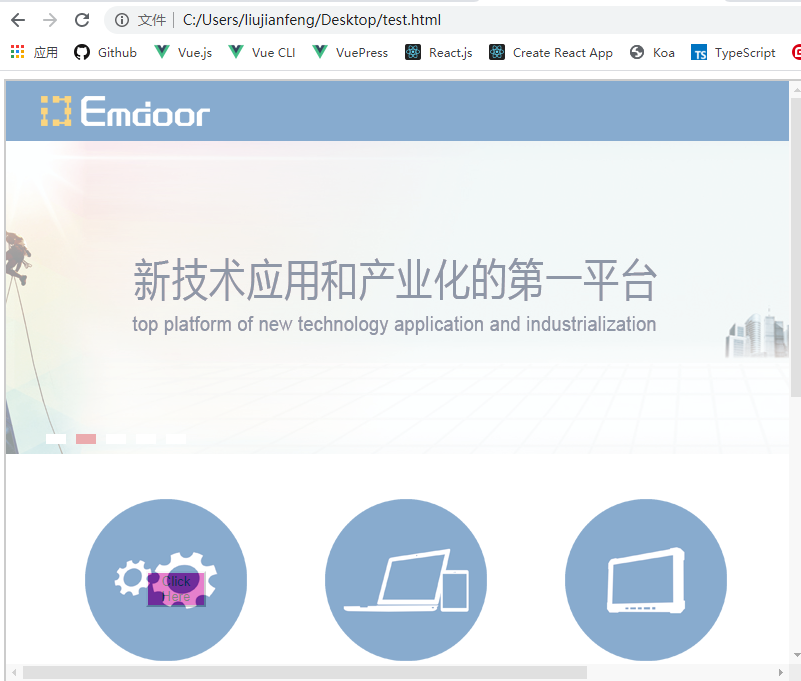 文件 C:/Users/liujianfeng/Desktop/test.html
应用 Github Vue.js Vue CLI VuePress React.js Create React App Koa TS TypeScript
Emdoor
新技术应用和产业化的第一平台
top platform of new technology application and industrialization
Click
Here